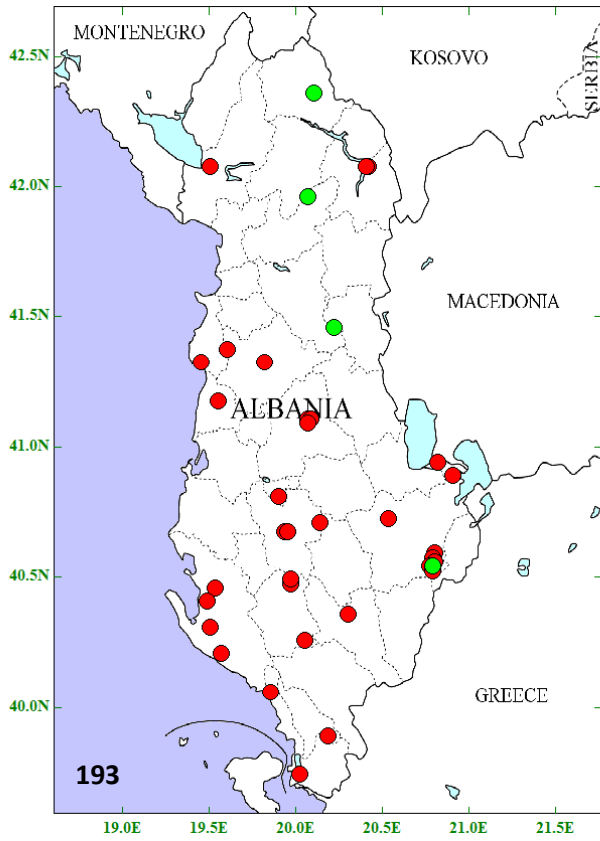 MONTENEGRO
42.5N
KOSOVO
SERBIA
42.0N
41.5N
MACEDONIA
ALBANIA
41.0N
40.5N
40.0N
GREECE
193
19.0E 19.5E 20.0E 20.5E 21.0E 21.5E